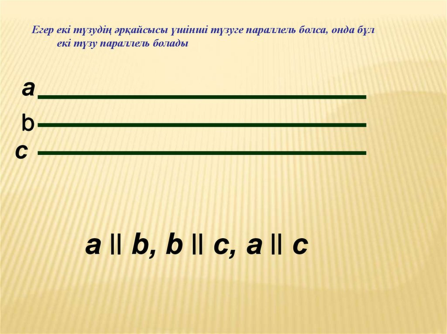 Егер екі түзудің әрқайсысы үшінші түзуге параллель болса, онда бұл
екі түзу параллель болады
a
b
c
a || b, b || c, a || c